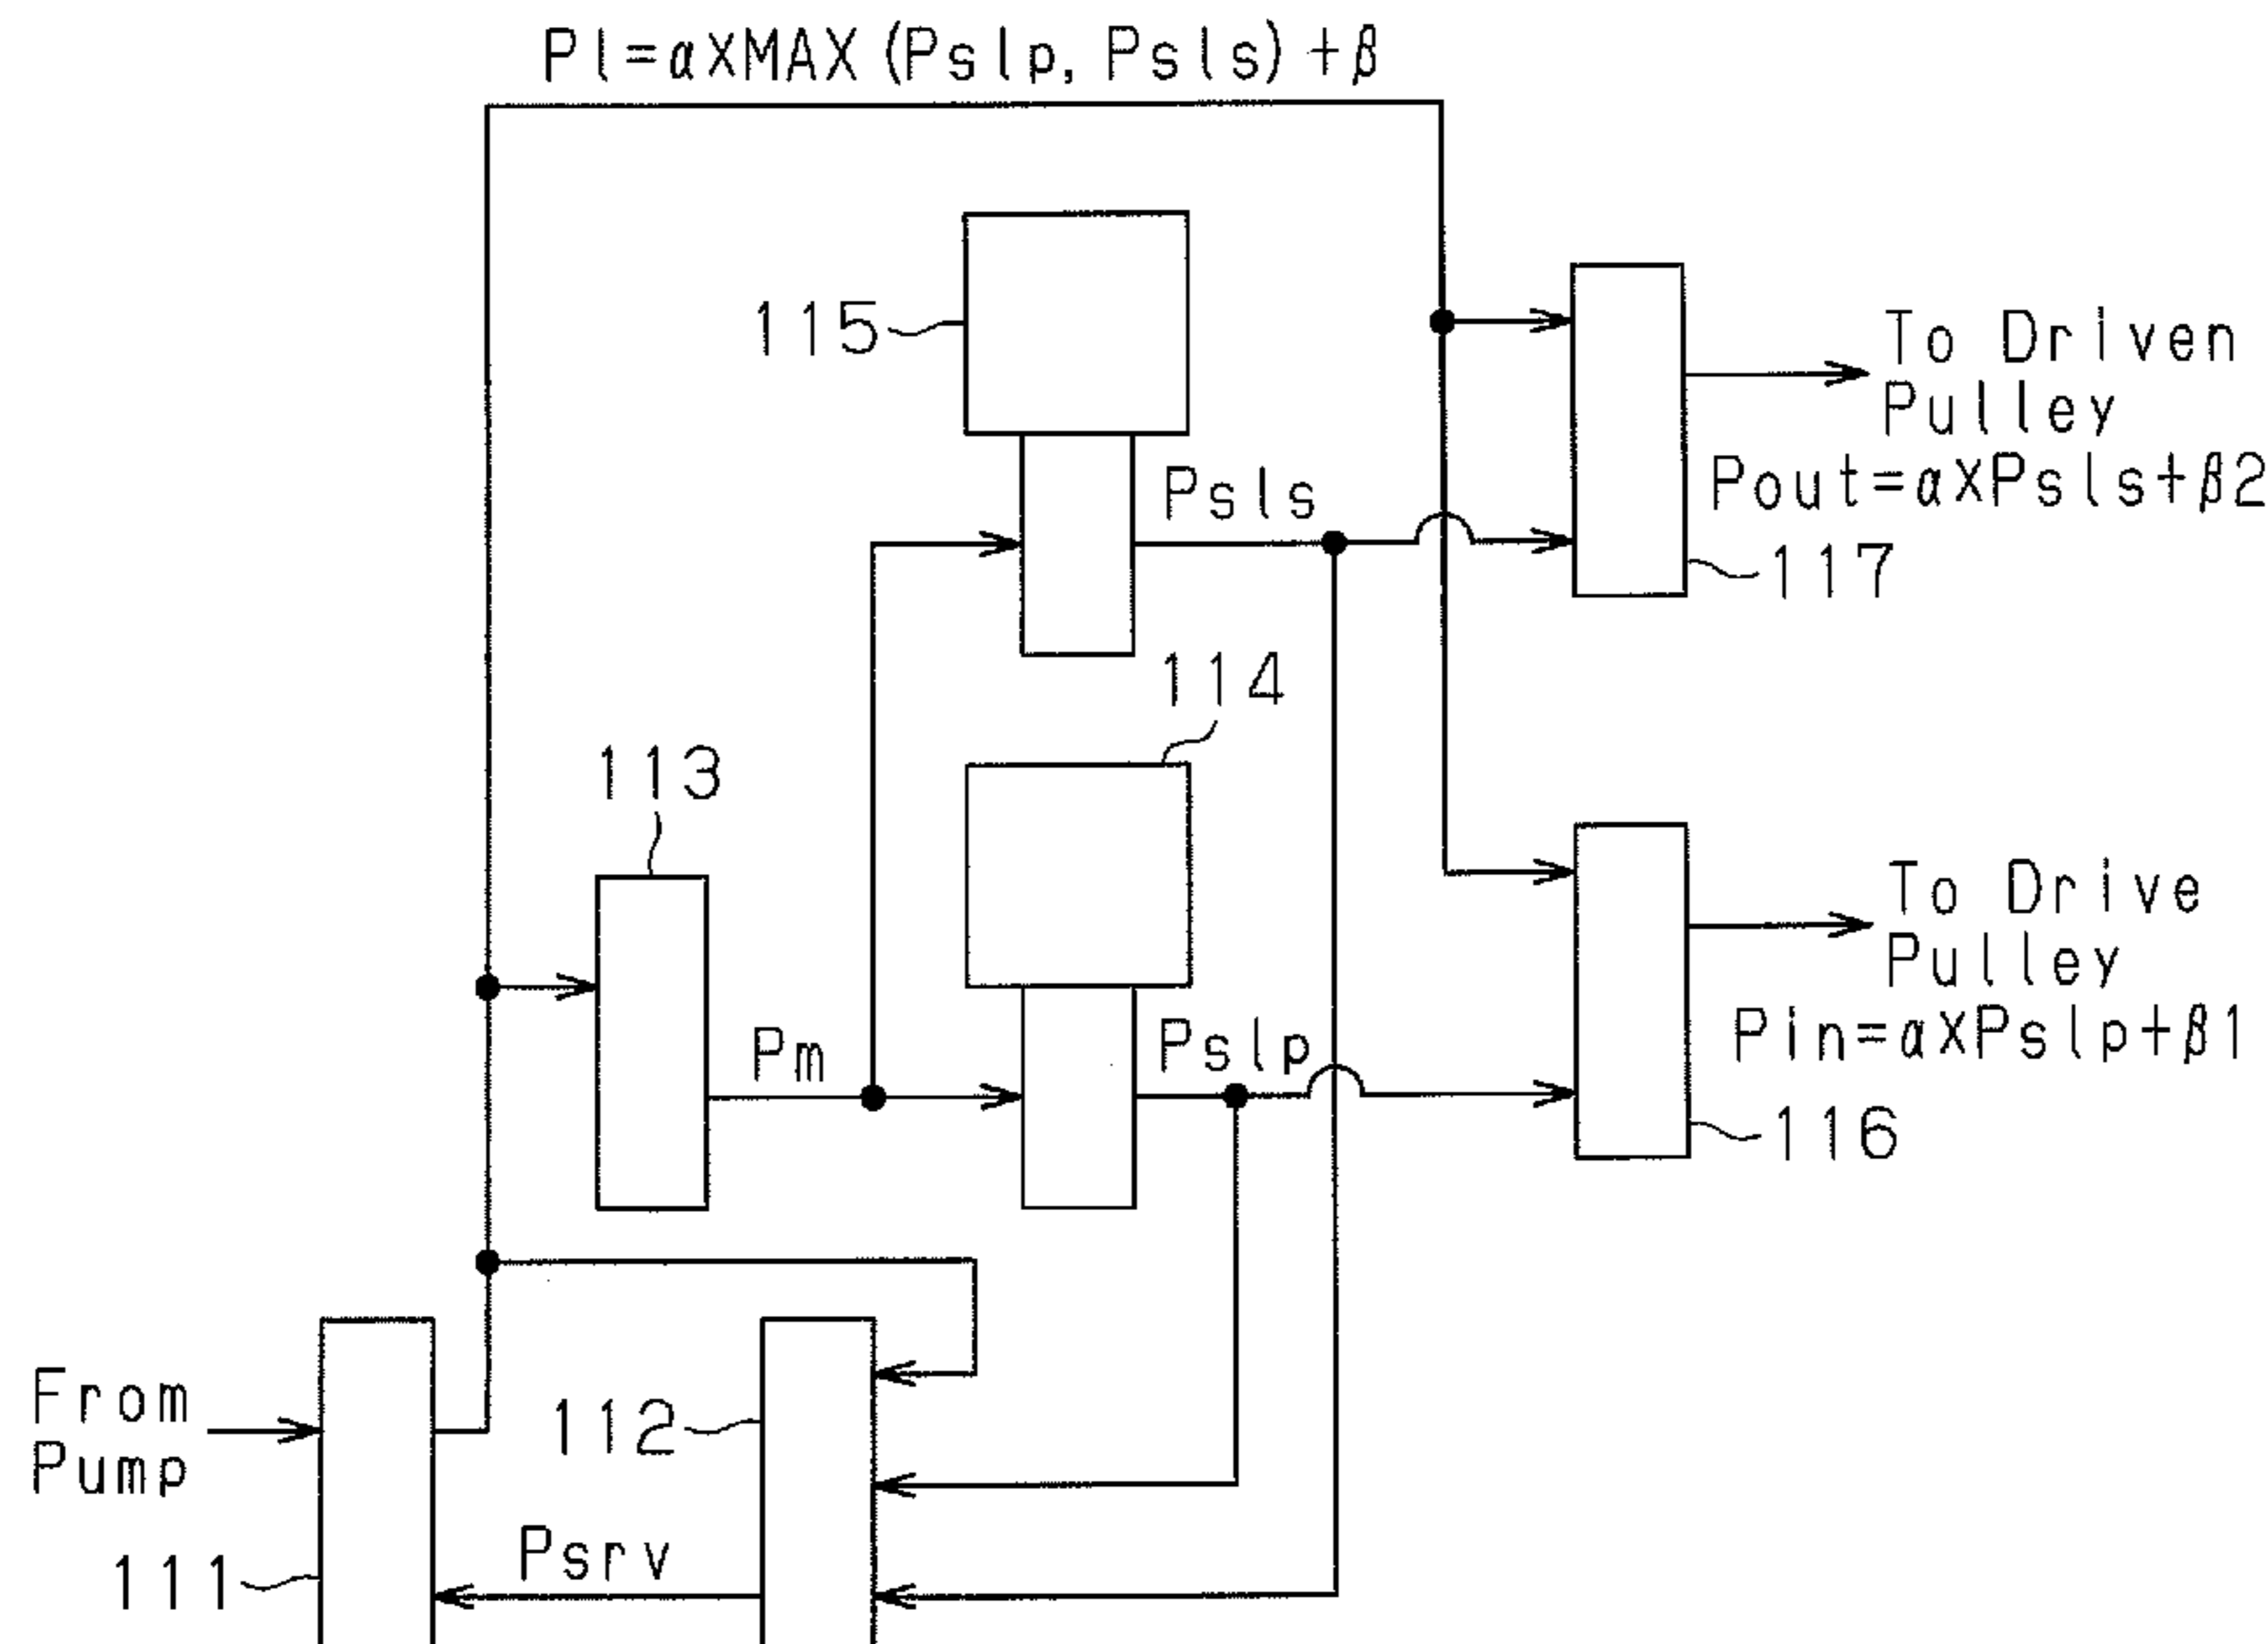 Pl=αXMAX(Pslp, Psls)+β
115
To Driven
Pulley
Psls
Pout=αXPsls+β2
117
114
113
To Drive
Pulley
Pm
Pslp
Pin=αXPslp+β1
116
From
Pump
112
Psrv
111